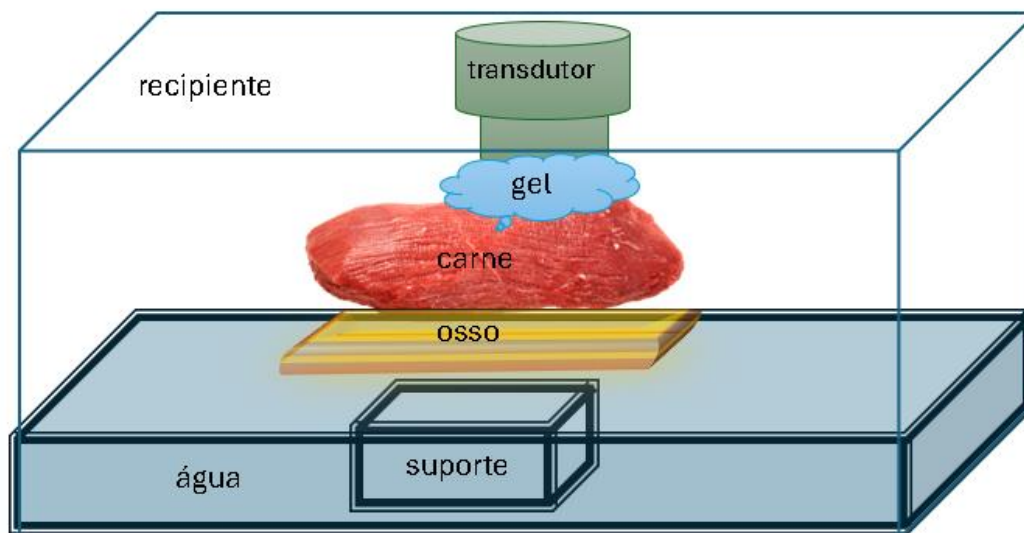 transdutor
recipiente
gel
carne
osso
suporte
água